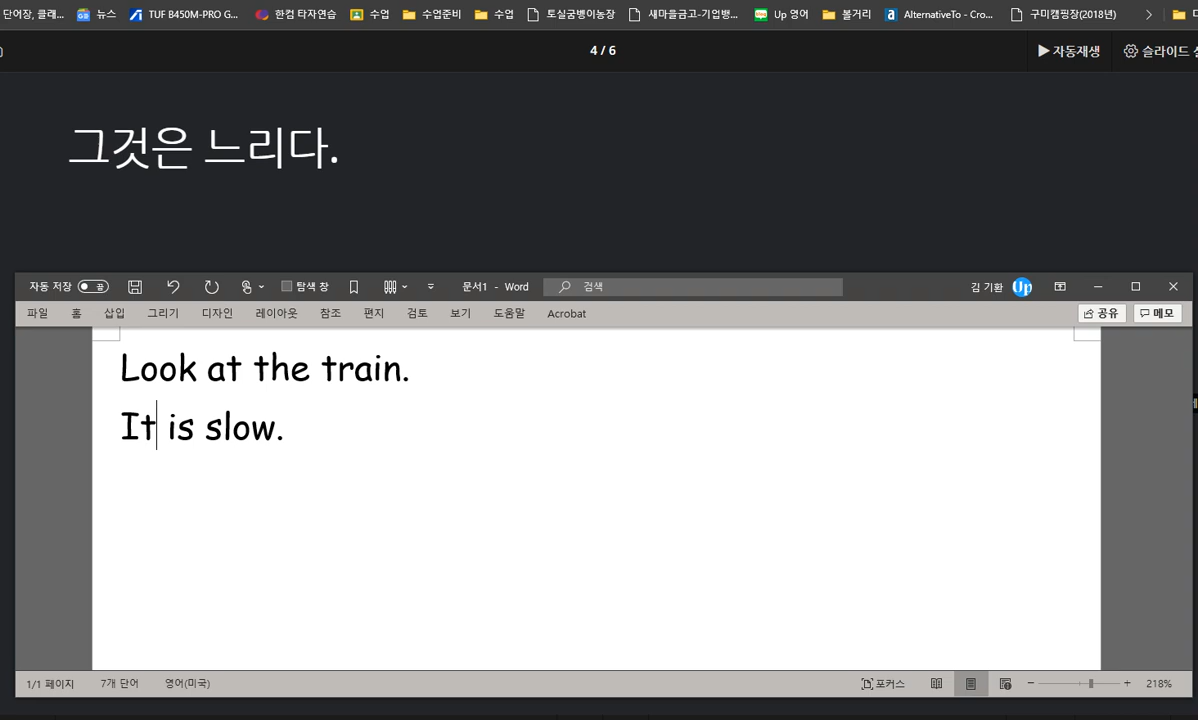 단어장, 클래... 뉴스 TUF B450M-PRO G... 한컴 타자연습 수업 수업준비 수업 토실굼벵이농장 새마을금고-기업뱅... Up 영어 볼거리 AlternativeTo - Cro... 구미캠핑장(2018년)
4 / 6 자동재생 슬라이드
그것은 느리다.
자동 저장 끔 탐색 창 문서1 - Word 검색 김 기환 Up
파일 홈 삽입 그리기 디자인 레이아웃 참조 편지 검토 보기 도움말 Acrobat 공유 메모
Look at the train.
It is slow.
1/1 페이지 7개 단어 영어(미국) 포커스 218%